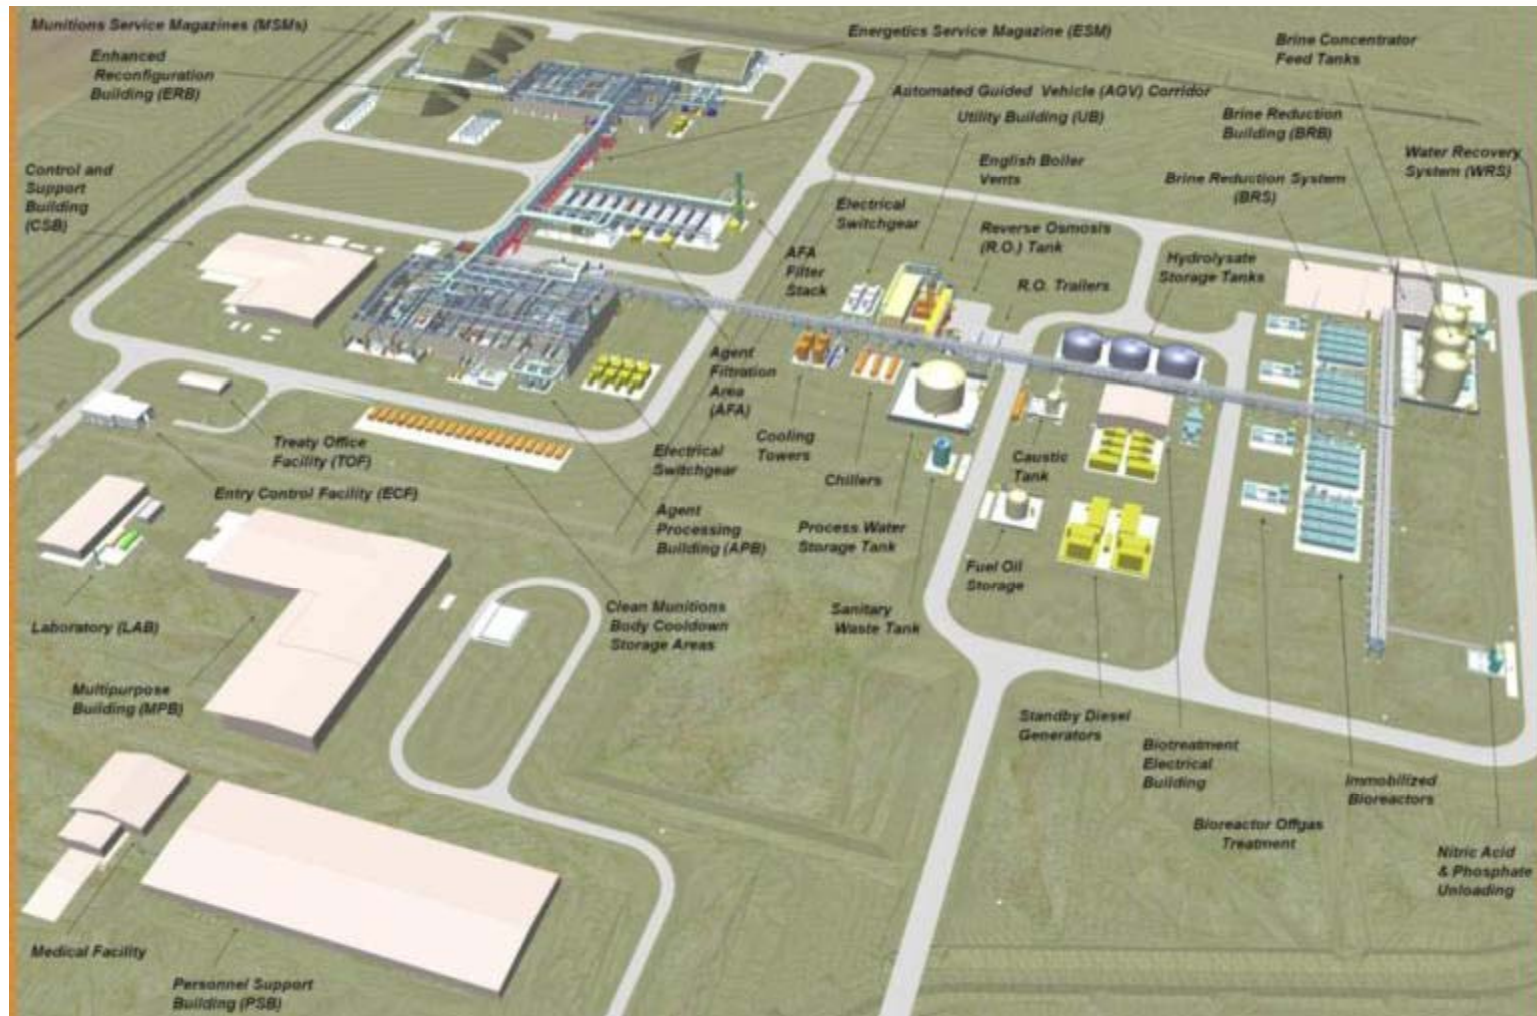 Munitions Service Magazines (MSMs)
Energetics Service Magazine (ESM)
Brine Concentrator
Feed Tanks
Enhanced
Reconfiguration
Building (ERB)
Automated Guided Vehicle (AGV) Corridor
Utility Building (UB)
Brine Reduction
Building (BRB)
Water Recovery
System (WRS)
English Boiler
Vents
Brine Reduction System
(BRS)
Control and
Support
Building
(CSB)
Electrical
Switchgear
Reverse Osmosis
(R.O.) Tank
AFA
Filter
Stack
Hydrolysate
Storage Tanks
R.O. Trailers
Agent
Filtration
Area
(AFA)
Treaty Office
Facility (TOF)
Electrical
Switchgear
Cooling
Towers
Chillers
Caustic
Tank
Entry Control Facility (ECF)
Agent
Processing
Building (APB)
Process Water
Storage Tank
Fuel Oil
Storage
Laboratory (LAB)
Clean Munitions
Body Cooldown
Storage Areas
Sanitary
Waste Tank
Multipurpose
Building (MPB)
Standby Diesel
Generators
Biotreatment
Electrical
Building
Immobilized
Bioreactors
Bioreactor Offgas
Treatment
Nitric Acid
& Phosphate
Unloading
Medical Facility
Personnel Support
Building (PSB)